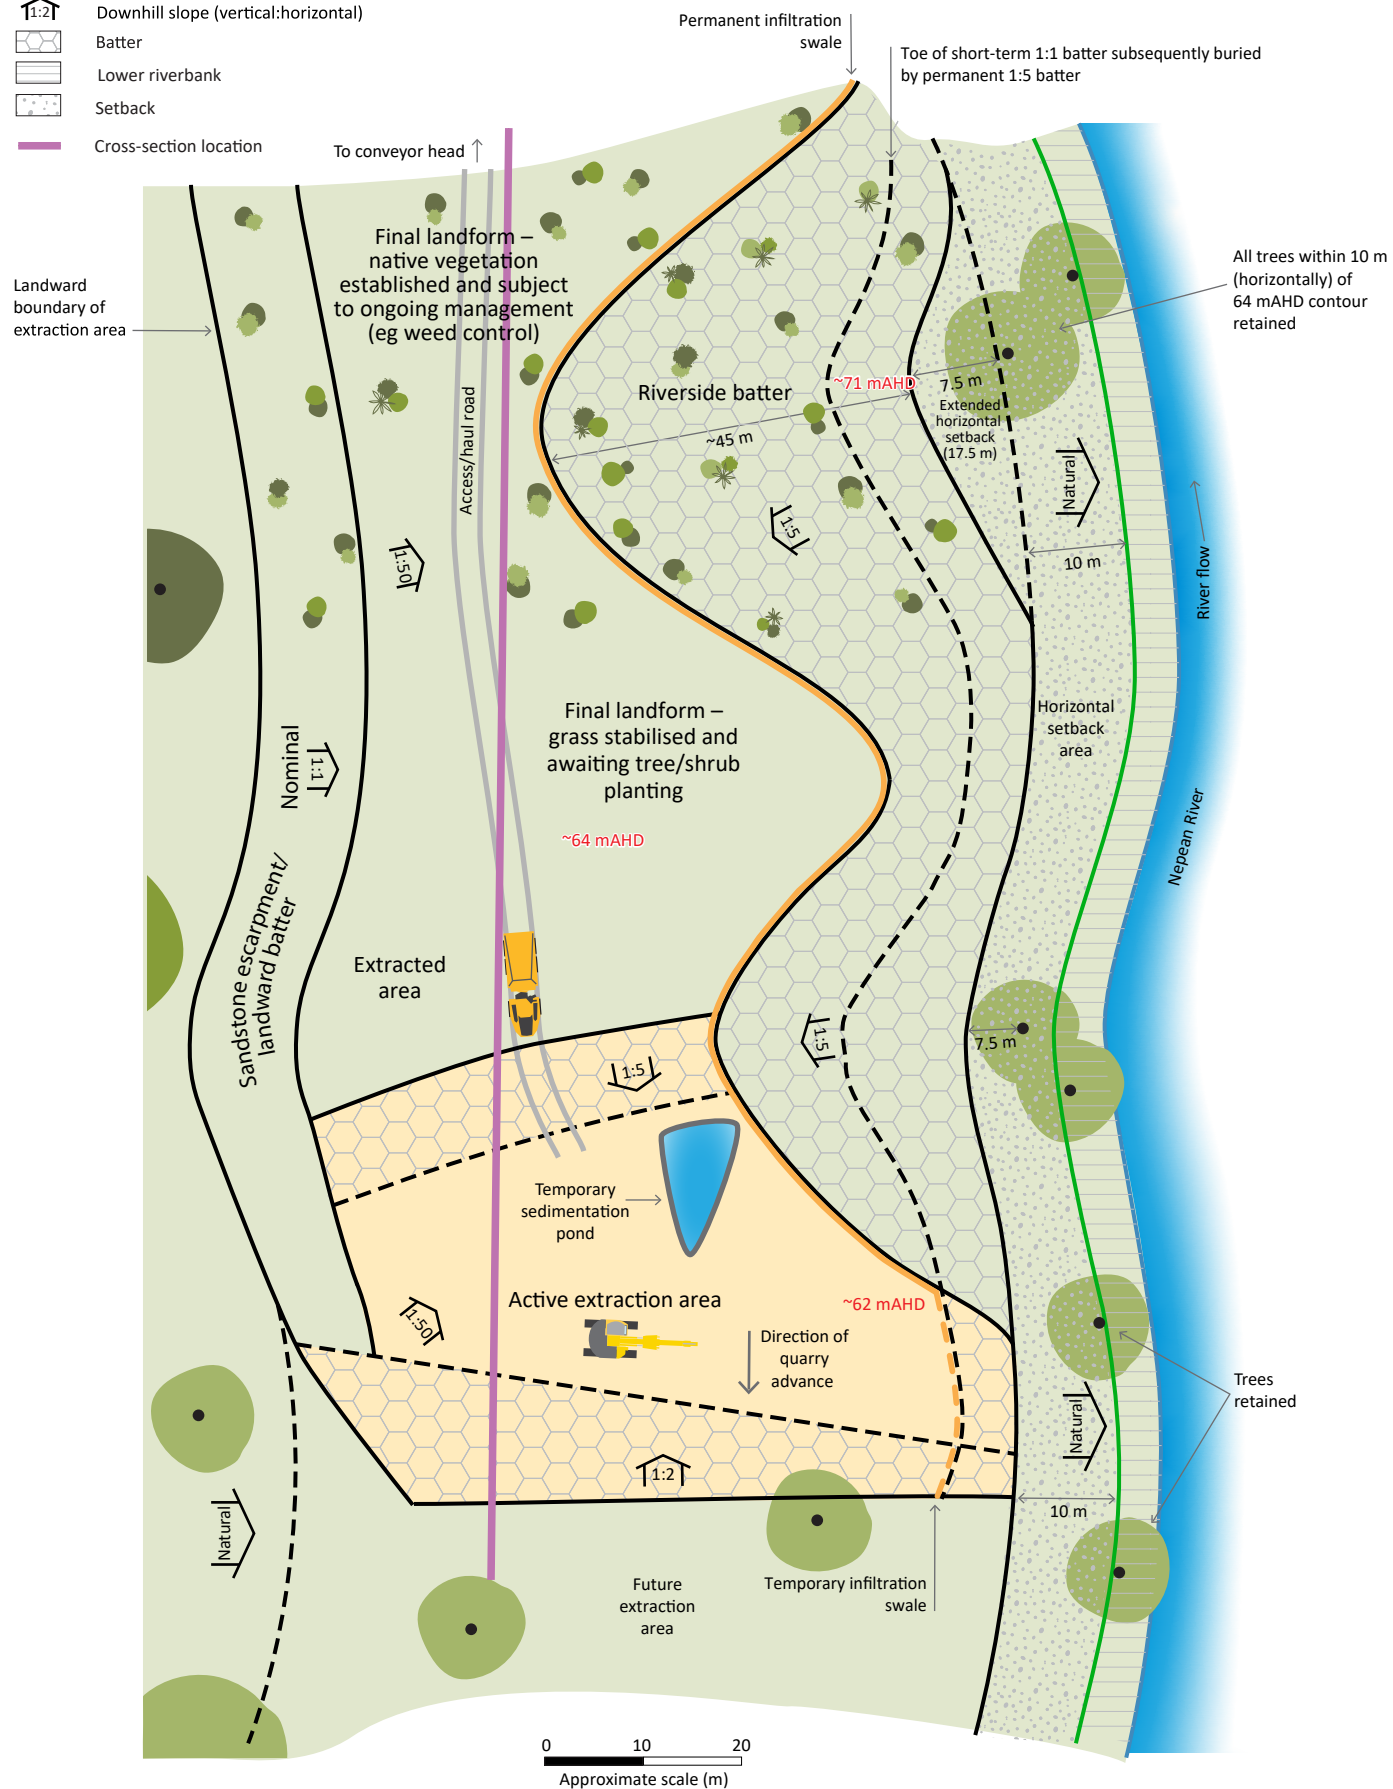 1:2
Downhill slope (vertical:horizontal)
Batter
Lower riverbank
Setback
Cross-section location
Permanent infiltration
swale
Toe of short-term 1:1 batter subsequently buried
by permanent 1:5 batter
To conveyor head
Final landform –
native vegetation
established and subject
to ongoing management
(eg weed control)
Landward
boundary of
extraction area
All trees within 10 m
(horizontally) of
64 mAHD contour
retained
Riverside batter
~71 mAHD
7.5 m
Extended
horizontal
setback
(17.5 m)
~45 m
Access/haul road
Natural
1:5
1:50
10 m
River flow
Final landform –
grass stabilised and
awaiting tree/shrub
planting
Horizontal
setback
area
Nominal
1:1
~64 mAHD
Nepean River
Sandstone escarpment/
landward batter
Extracted
area
1:5
7.5 m
1:5
Temporary
sedimentation
pond
Active extraction area
~62 mAHD
1:50
Direction of
quarry
advance
Trees
retained
Natural
1:2
10 m
Natural
Future
extraction
area
Temporary infiltration
swale
0 10 20
Approximate scale (m)